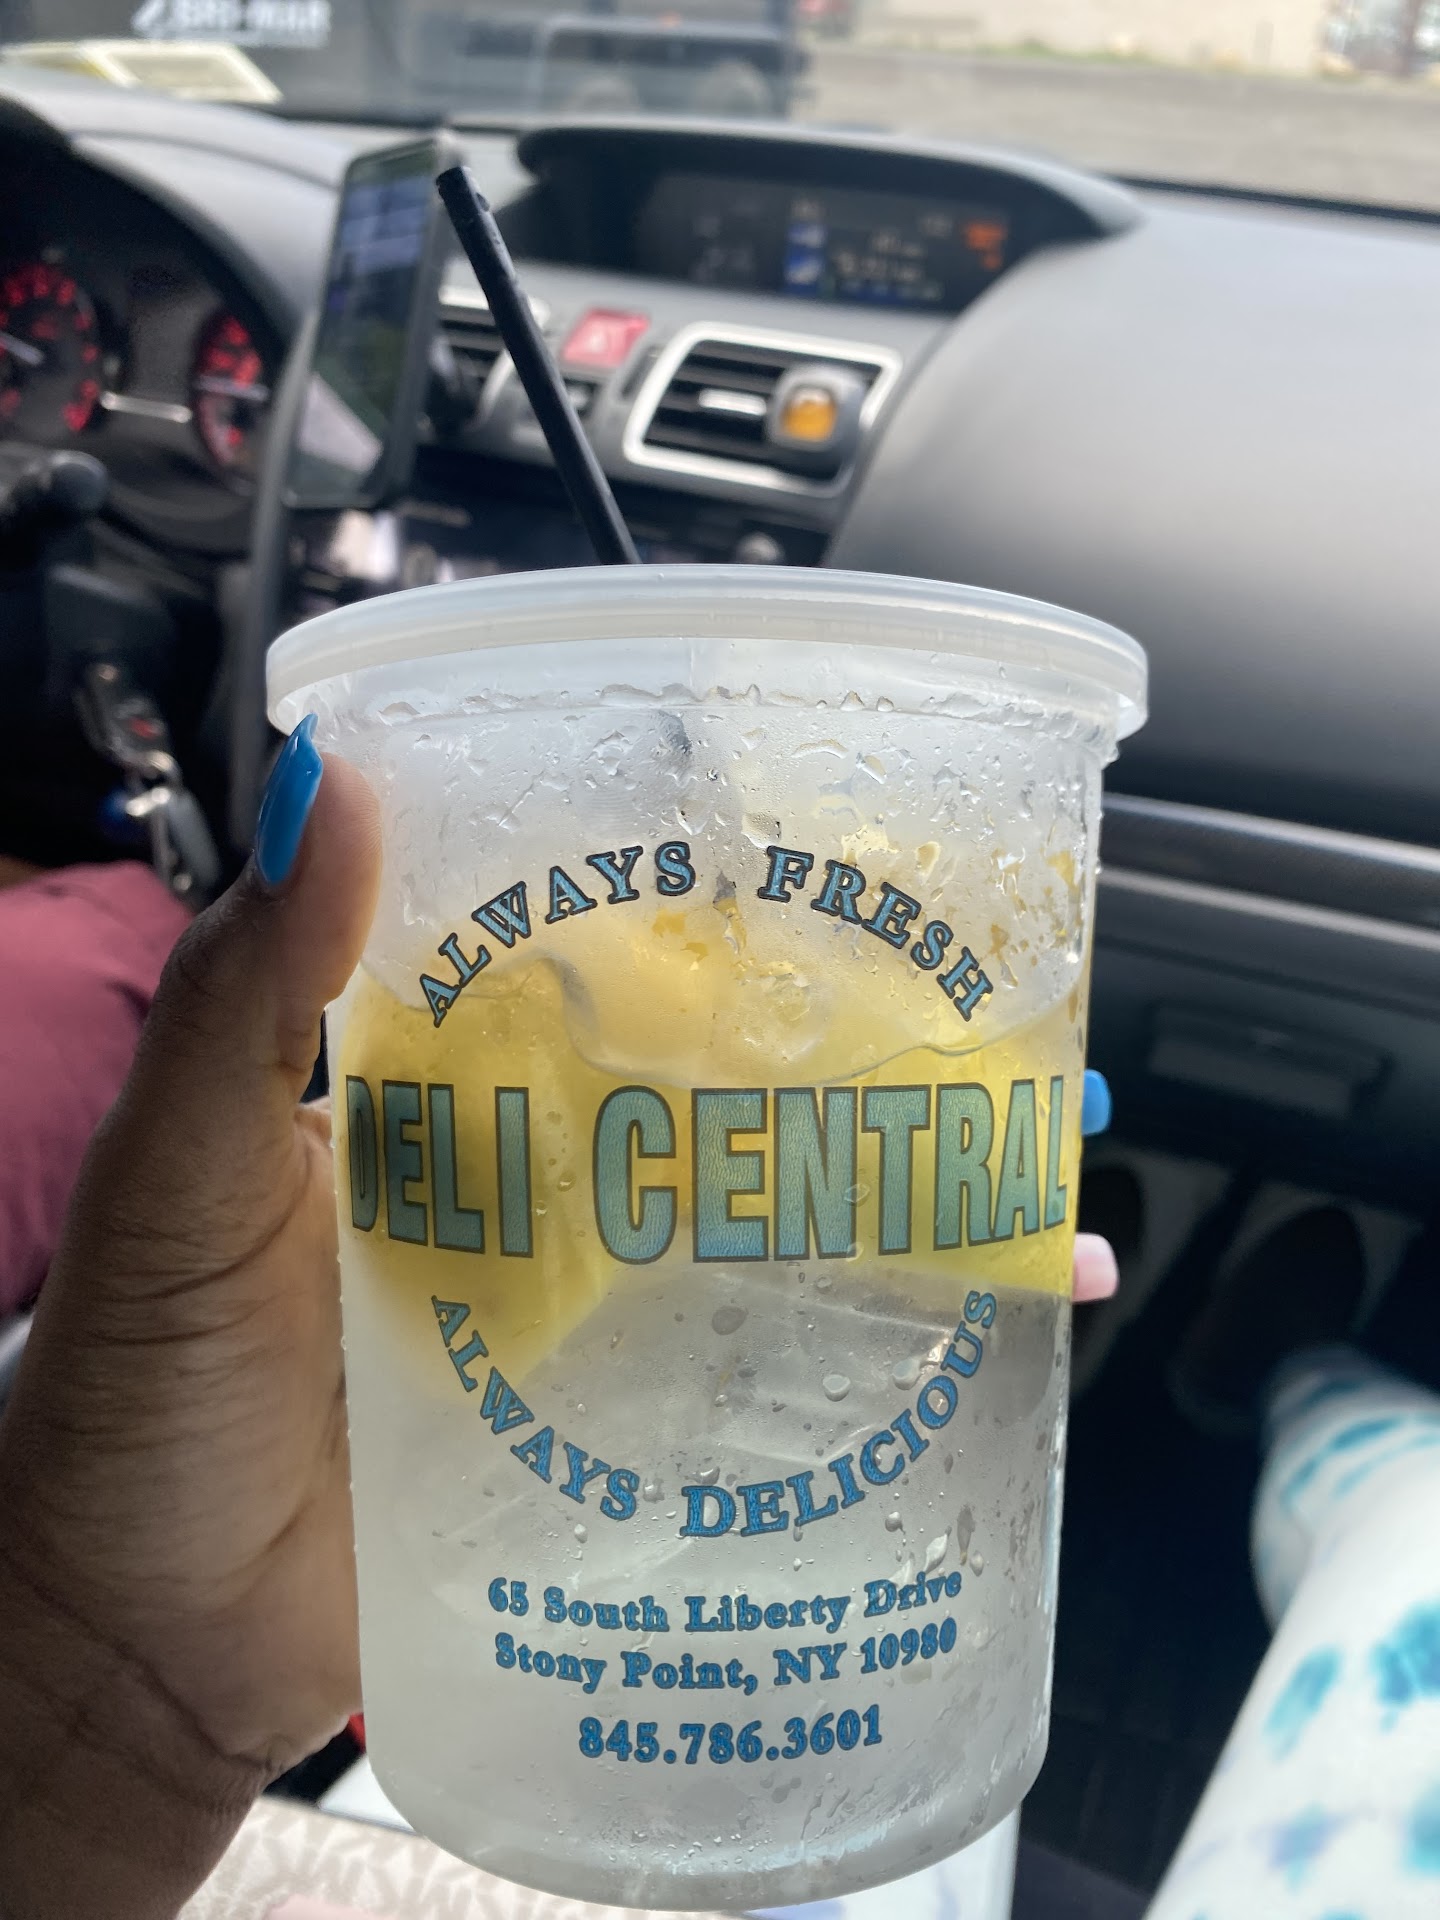 ALWAYS FRESH
DELI CENTRAL
ALWAYS DELICIOUS
65 South Liberty Drive
Stony Point, NY 10980
845.786.3601